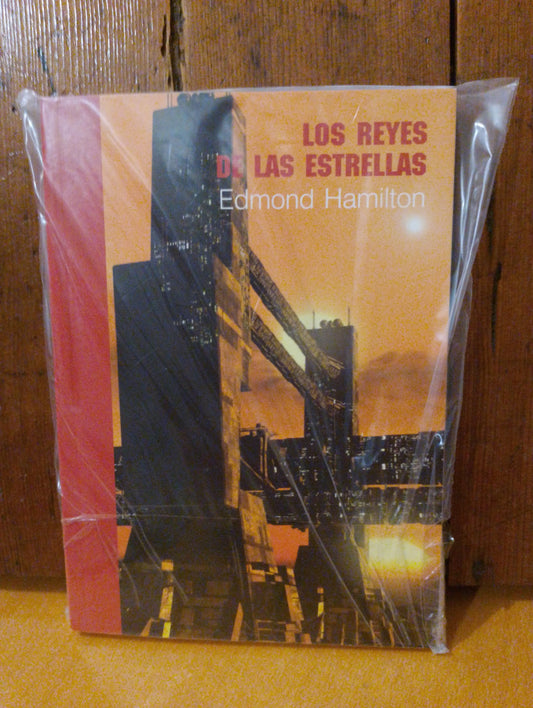 LOS REYES
DE LAS ESTRELLAS
Edmond Hamilton